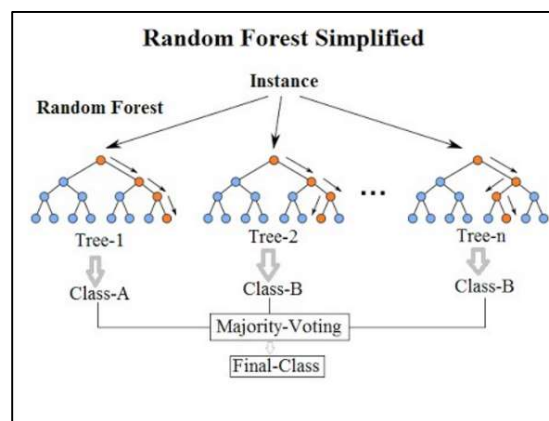 Random Forest Simplified
Instance
Random Forest
...
Tree-1 Tree-2 Tree-n
Class-A Class-B Class-B
Majority-Voting
Final-Class